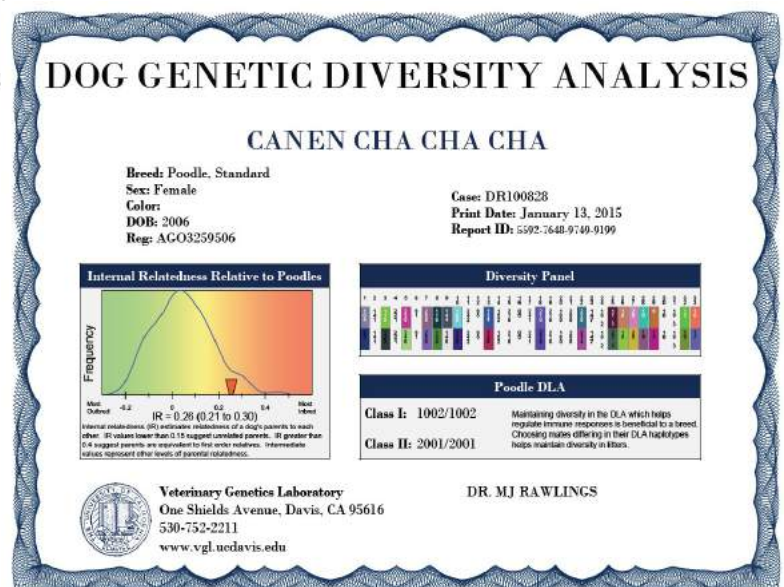 DOG GENETIC DIVERSITY ANALYSIS
CANEN CHA CHA CHA
Breed: Poodle, Standard
Sex: Female
Color:
DOB: 2006
Reg: AGO3259506
Case: DR100828
Print Date: January 13, 2015
Report ID: 5592-7648-9749-9199
Internal Relatedness Relative to Poodles
Frequency
Most Outbred
-0.2 0 0.2 0.4
Most Inbred
IR = 0.26 (0.21 to 0.30)
Internal relatedness (IR) estimates relatedness of a dog's parents to each
other. IR values lower than 0.15 suggest unrelated parents. IR greater than
0.4 suggest parents are equivalent to first order relatives. Intermediate
values represent other levels of parental relatedness.
Diversity Panel
Poodle DLA
Class I: 1002/1002
Class II: 2001/2001
Maintaining diversity in the DLA which helps
regulate immune responses is beneficial to a breed.
Choosing mates differing in their DLA haplotypes
helps maintain diversity in litters.
Veterinary Genetics Laboratory
One Shields Avenue, Davis, CA 95616
530-752-2211
www.vgl.ucdavis.edu
DR. MJ RAWLINGS